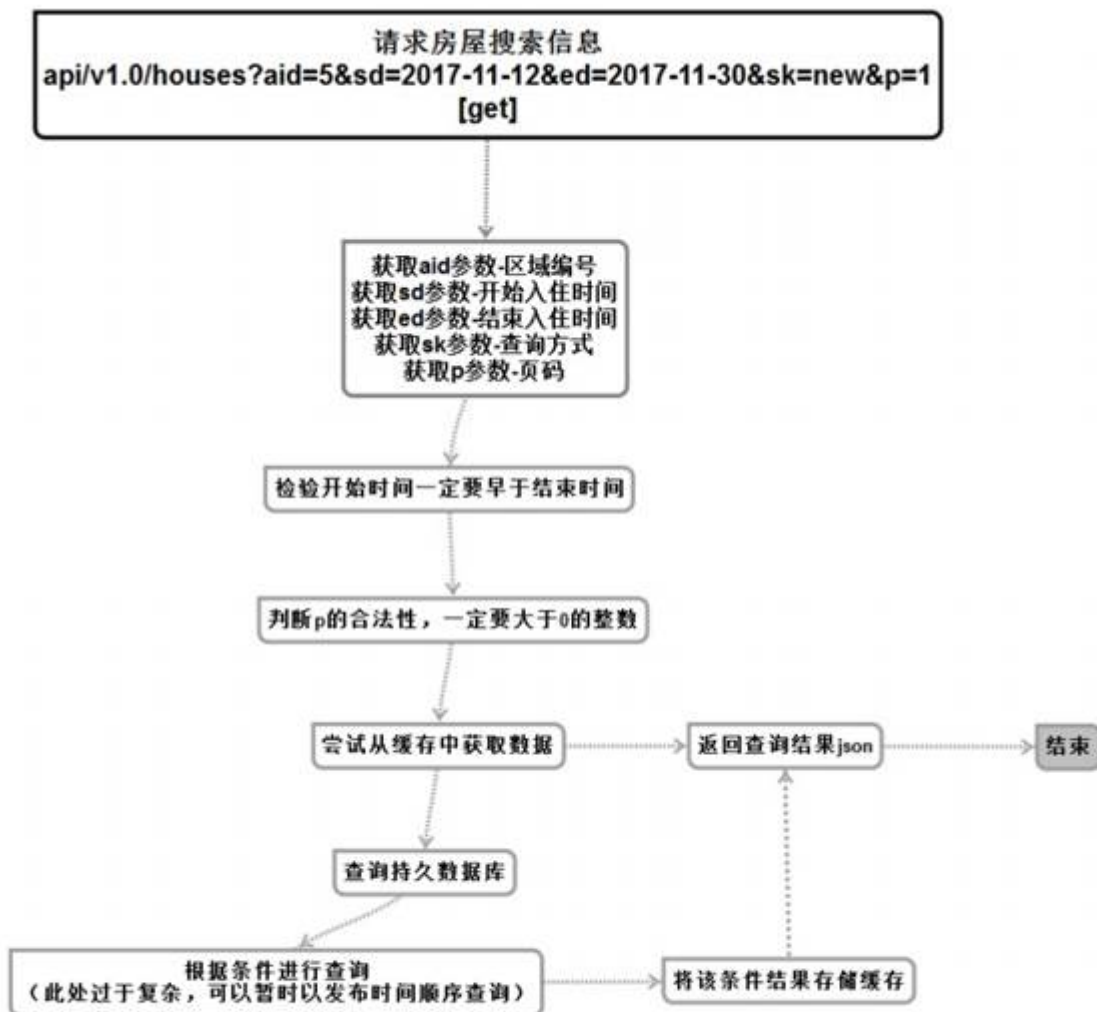 请求房屋搜索信息
api/v1.0/houses?aid=5&sd=2017-11-12&ed=2017-11-30&sk=new&p=1
[get]
获取aid参数-区域编号
获取sd参数-开始入住时间
获取ed参数-结束入住时间
获取sk参数-查询方式
获取p参数-页码
检验开始时间一定要早于结束时间
判断p的合法性，一定要大于0的整数
尝试从缓存中获取数据
返回查询结果json
结束
查询持久数据库
根据条件进行查询
（此处过于复杂，可以暂时以发布时间顺序查询）
将该条件结果存储缓存